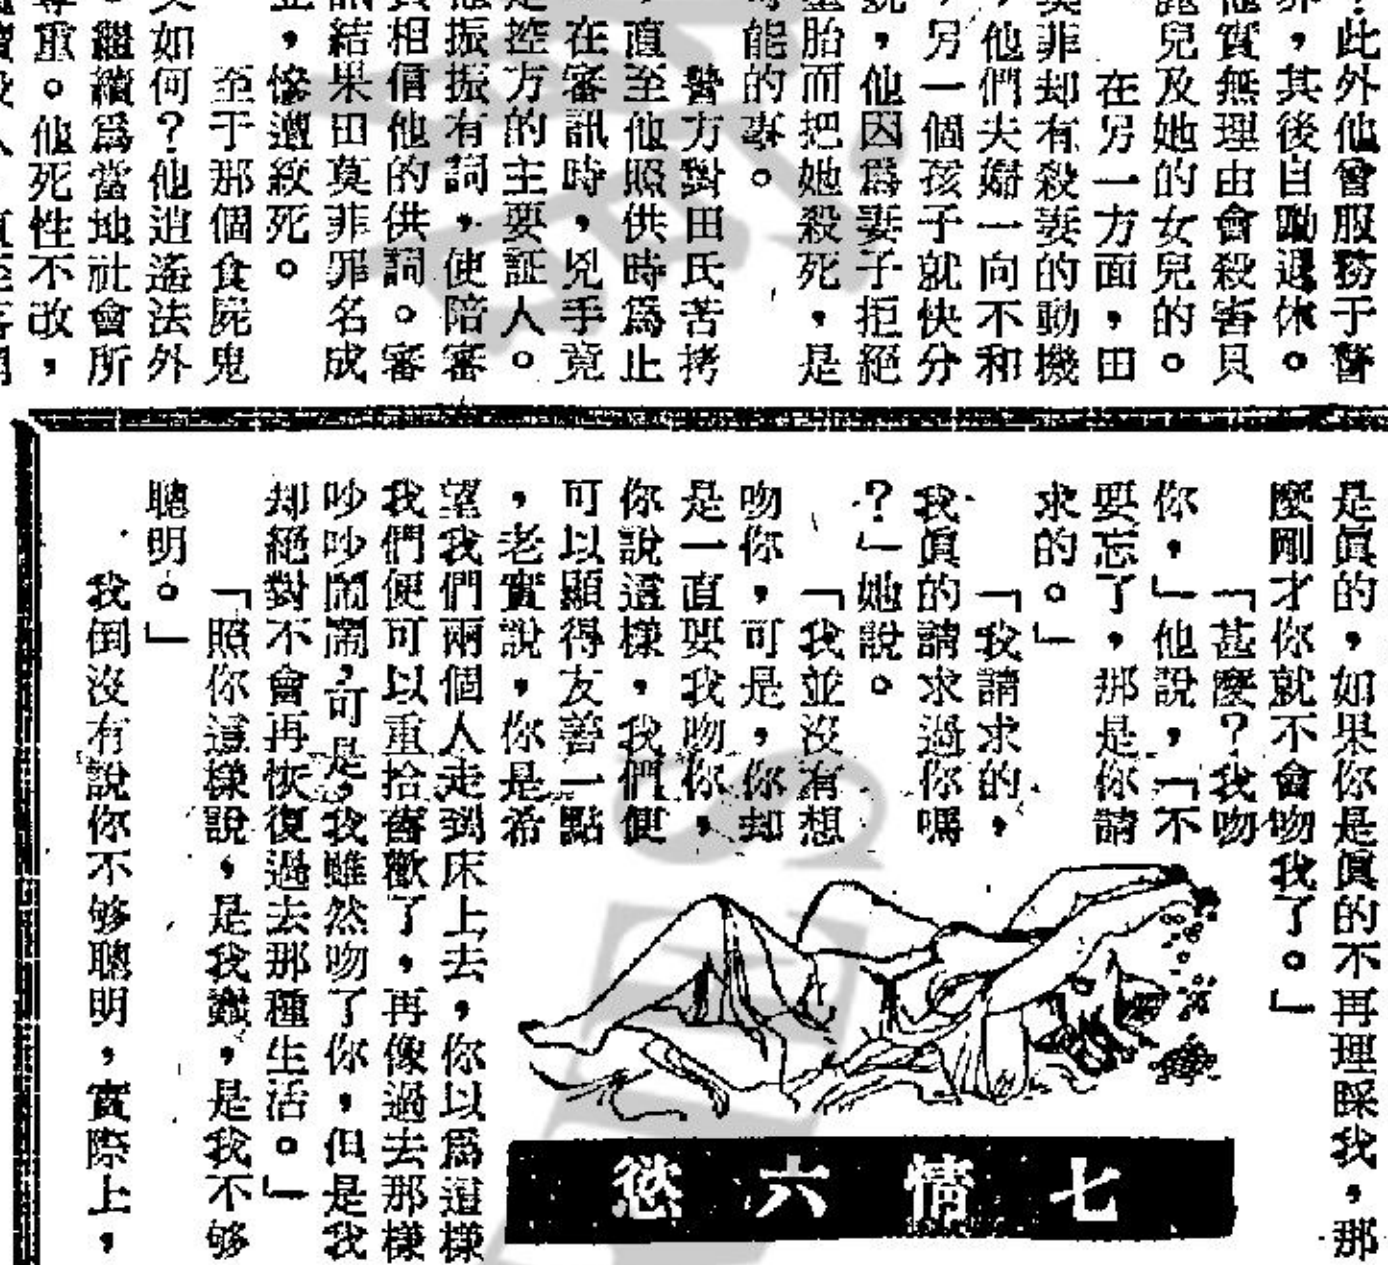 ？此外他曾服務于警
界，其後自動退休。
他實無理由會殺害貝
麗兒及她的女兒的。
在另一方面，田
莫菲却有殺妻的動機
，他們夫婦一向不和
，另一個孩子就快分
說，他因爲妻子拒絕
墮胎而把她殺死，是
可能的事。
警方對田氏苦拷
，直至他照供時爲止
。在審訊時，兇手竟
是控方的主要証人。
他振振有詞，使陪審
員相信他的供詞。審
訊結果田莫菲罪名成
立，慘遭絞死。
至于那個食屍鬼
又如何？他逍遙法外
，繼續爲當地社會所
尊重。他死性不改，
七情六慾
是眞的，如果你是眞的不再理睬我，那
麼剛才你就不會吻我了。」
「甚麼？我吻
你，」他說，「不
要忘了，那是你請
求的。」
「我請求的，
我眞的請求過你嗎
？」她說。
「我並沒有想
吻你，可是，你却
是一直要我吻你，
你說這樣，我們便
可以顯得友善一點
，老實說，你是希
望我們兩個人走到床上去，你以爲這樣
我們便可以重拾舊歡了，再像過去那樣
吵吵鬧鬧，可是，我雖然吻了你，但是我
却絕對不會再恢復過去那種生活。」
「照你這樣說，是我蠢，是我不够
聰明。」
我倒沒有說你不够聰明，實際上，